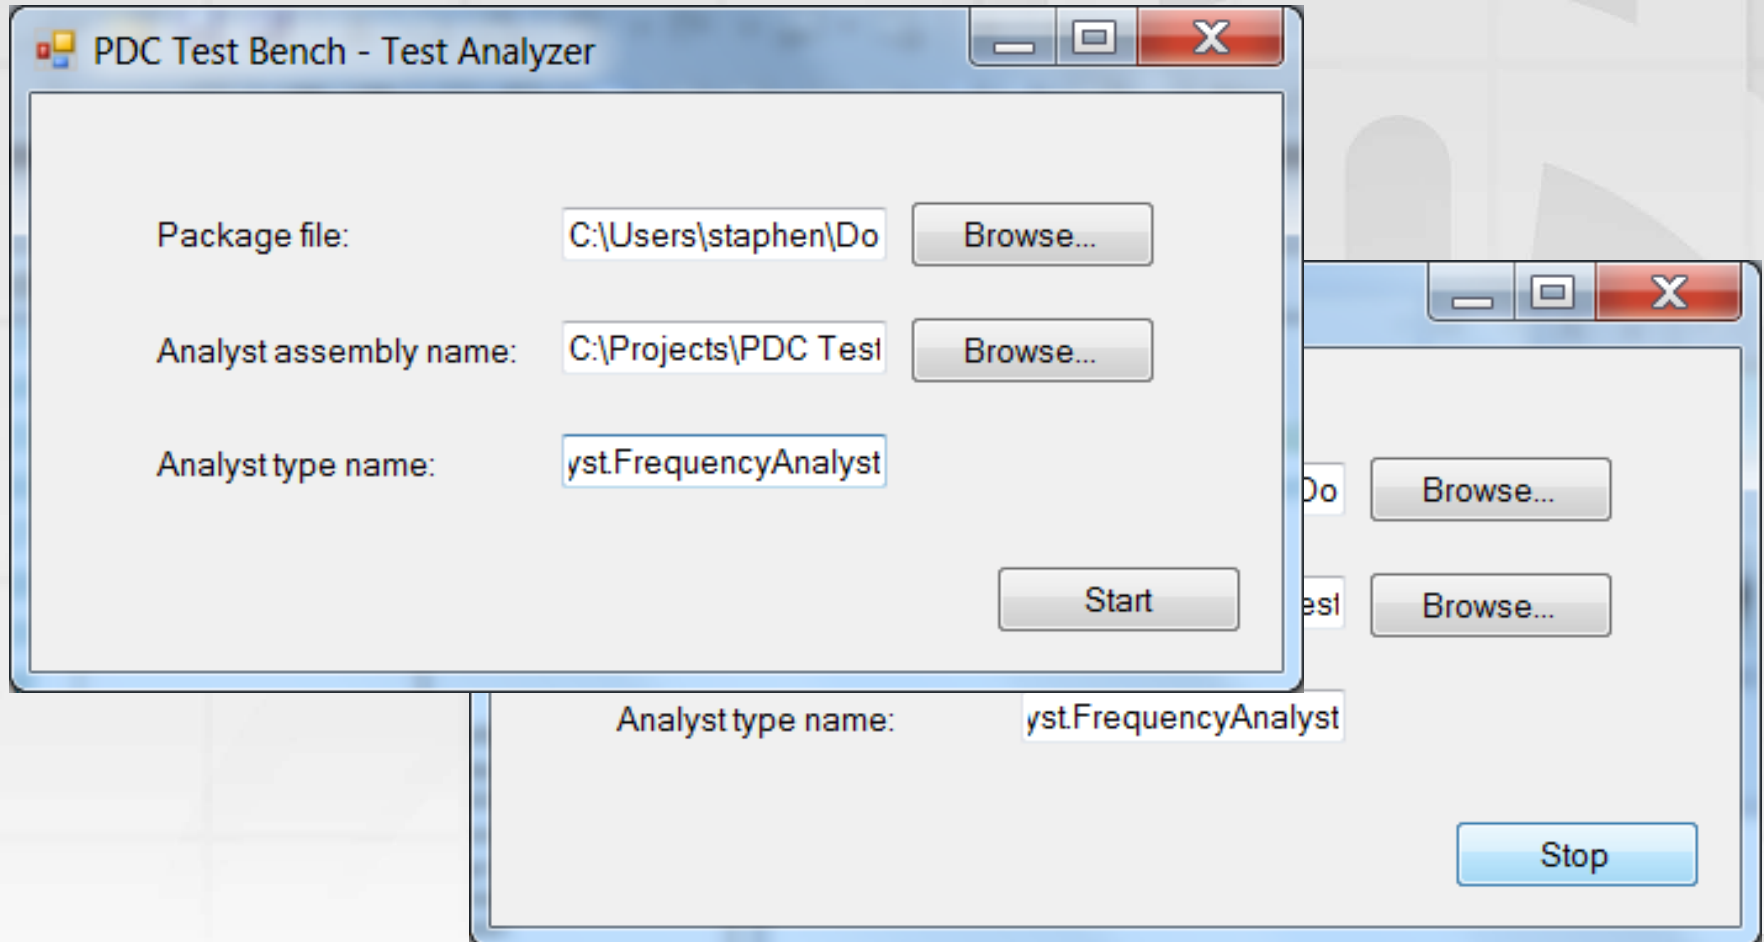 PDC Test Bench - Test Analyzer
Package file: C:\Users\staphen\Do Browse...
Analyst assembly name: C:\Projects\PDC Test Browse...
Analyst type name: yst.FrequencyAnalyst
Start
Do Browse...
est Browse...
Analyst type name: yst.FrequencyAnalyst
Stop